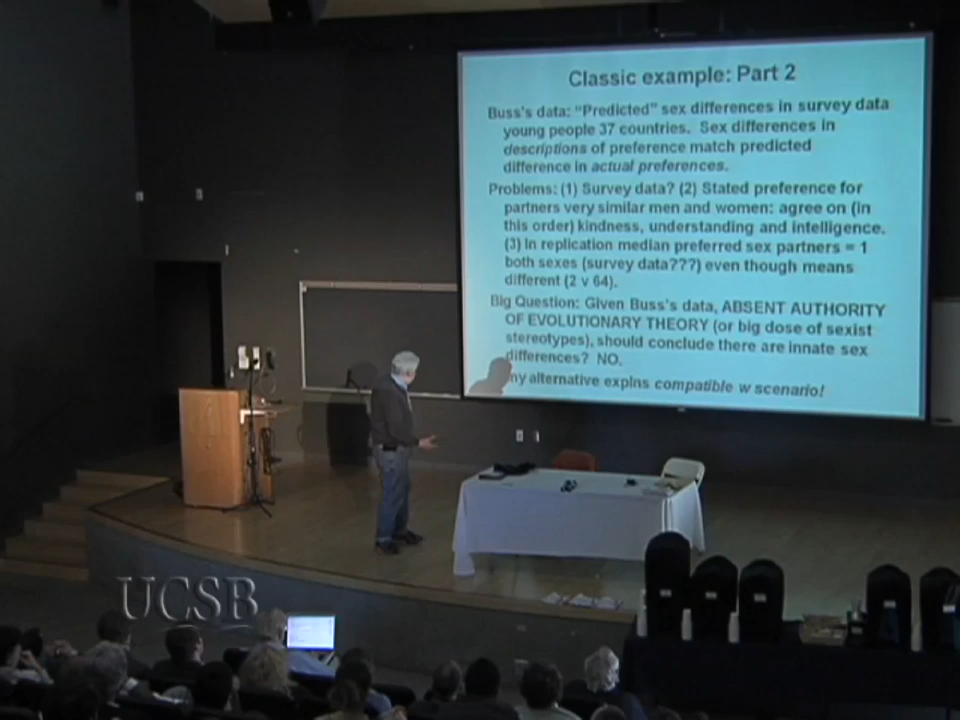 Classic example: Part 2
Buss's data: "Predicted" sex differences in survey data
young people 37 countries. Sex differences in
descriptions of preference match predicted
difference in actual preferences.
Problems: (1) Survey data? (2) Stated preference for
partners very similar men and women: agree on (in
this order) kindness, understanding and intelligence.
(3) In replication median preferred sex partners = 1
both sexes (survey data???) even though means
different (2 v 64).
Big Question: Given Buss's data, ABSENT AUTHORITY
OF EVOLUTIONARY THEORY (or big dose of sexist
stereotypes), should conclude there are innate sex
differences? NO.
alternative explns compatible w scenario!
UCSB